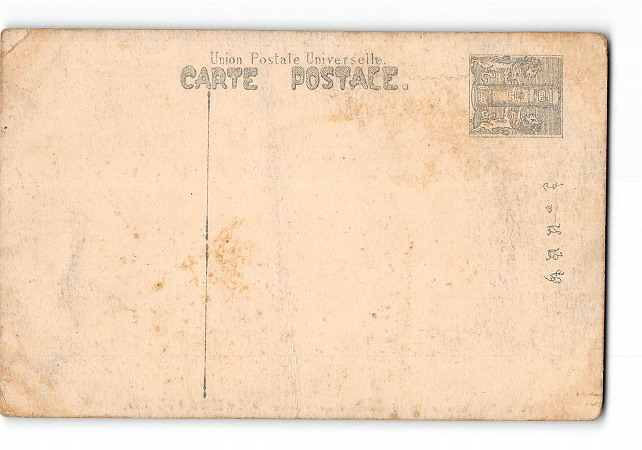 Union Postale Universelle.
CARTE POSTALE.